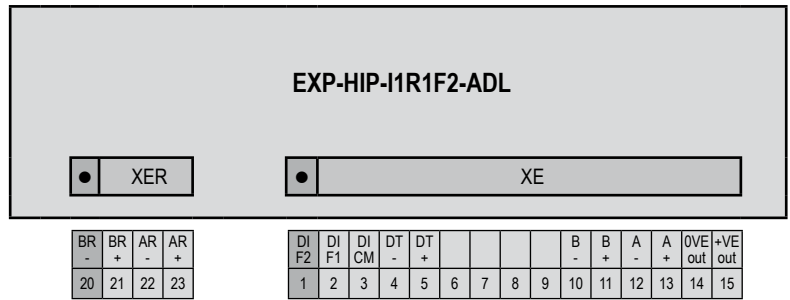 EXP-HIP-I1R1F2-ADL
XER XE
BR BR AR AR DI DI DI DT DT B B A A 0VE +VE
- + - + F2 F1 CM - + - + - + out out
20 21 22 23 1 2 3 4 5 6 7 8 9 10 11 12 13 14 15